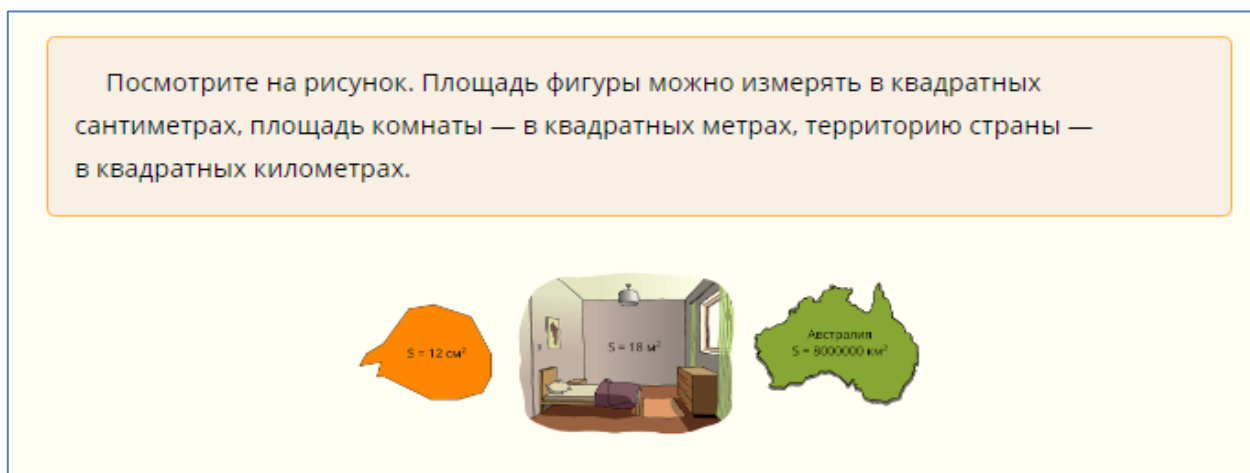 Посмотрите на рисунок. Площадь фигуры можно измерять в квадратных
сантиметрах, площадь комнаты — в квадратных метрах, территорию страны —
в квадратных километрах.
S = 12 см²
S = 18 м²
Австралия
S = 8000000 км²